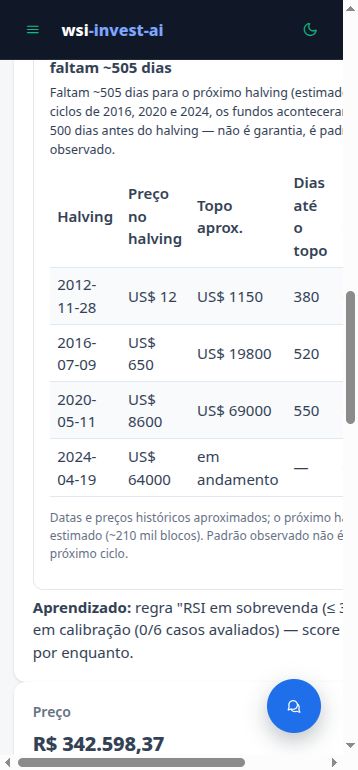 wsi-invest-ai
faltam ~505 dias
Faltam ~505 dias para o próximo halving
ciclos de 2016, 2020 e 2024, os fundos
500 dias antes do halving — não é garantia, é
observado.
Halving Preço no halving Topo aprox. Dias até o topo
2012-11-28 US$ 12 US$ 1150 380
2016-07-09 US$ 650 US$ 19800 520
2020-05-11 US$ 8600 US$ 69000 550
2024-04-19 US$ 64000 em andamento —
Datas e preços históricos aproximados; o próximo
estimado (~210 mil blocos). Padrão observado não é
próximo ciclo.
Aprendizado: regra "RSI em sobrevenda (≤
em calibração (0/6 casos avaliados) — score
por enquanto.
Preço
R$ 342.598,37